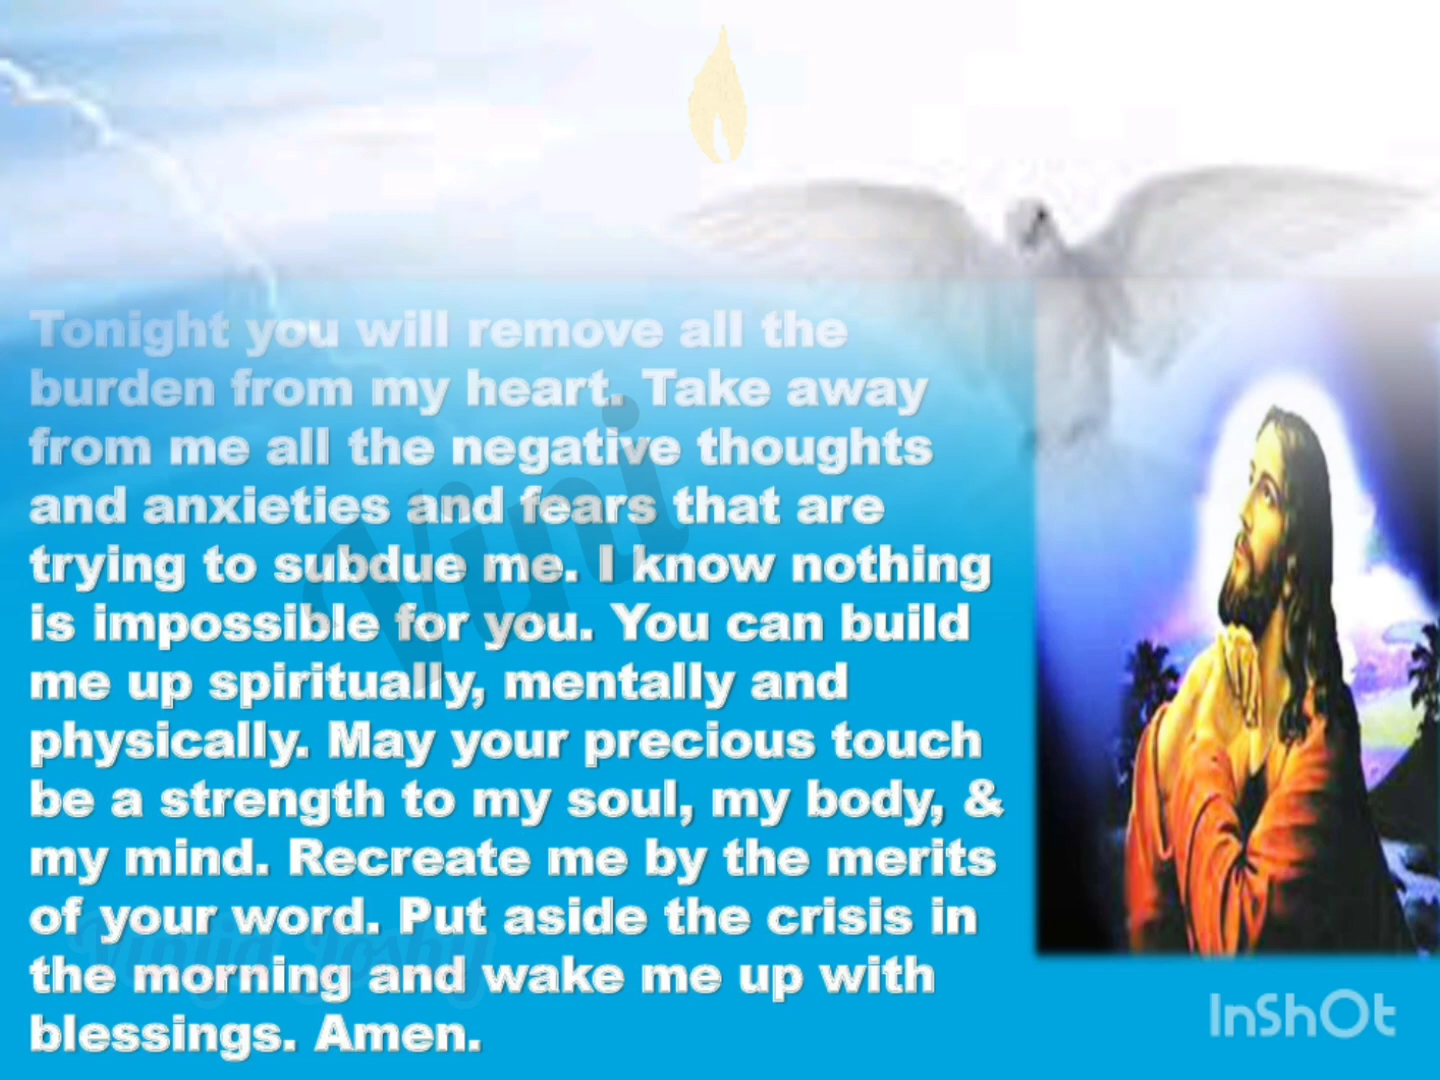 Tonight you will remove all the
burden from my heart. Take away
from me all the negative thoughts
and anxieties and fears that are
trying to subdue me. I know nothing
is impossible for you. You can build
me up spiritually, mentally and
physically. May your precious touch
be a strength to my soul, my body, &
my mind. Recreate me by the merits
of your word. Put aside the crisis in
the morning and wake me up with
blessings. Amen.
Vini
InShOt